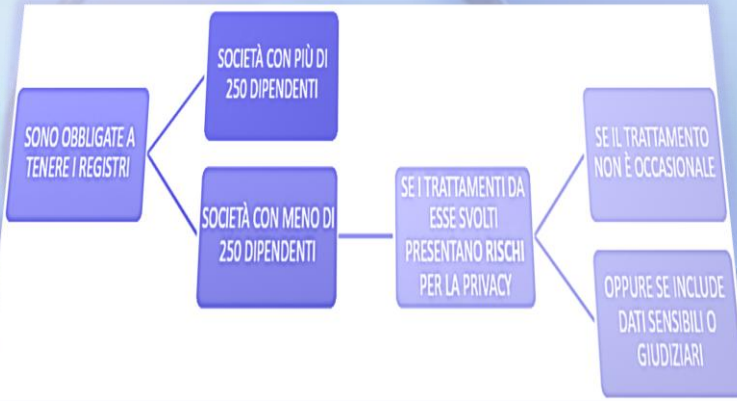 SOCIETÀ CON PIÙ DI
250 DIPENDENTI
SONO OBBLIGATE A
TENERE I REGISTRI
SOCIETÀ CON MENO DI
250 DIPENDENTI
SE I TRATTAMENTI DA
ESSE SVOLTI
PRESENTANO RISCHI
PER LA PRIVACY
SE IL TRATTAMENTO
NON È OCCASIONALE
OPPURE SE INCLUDE
DATI SENSIBILI O
GIUDIZIARI